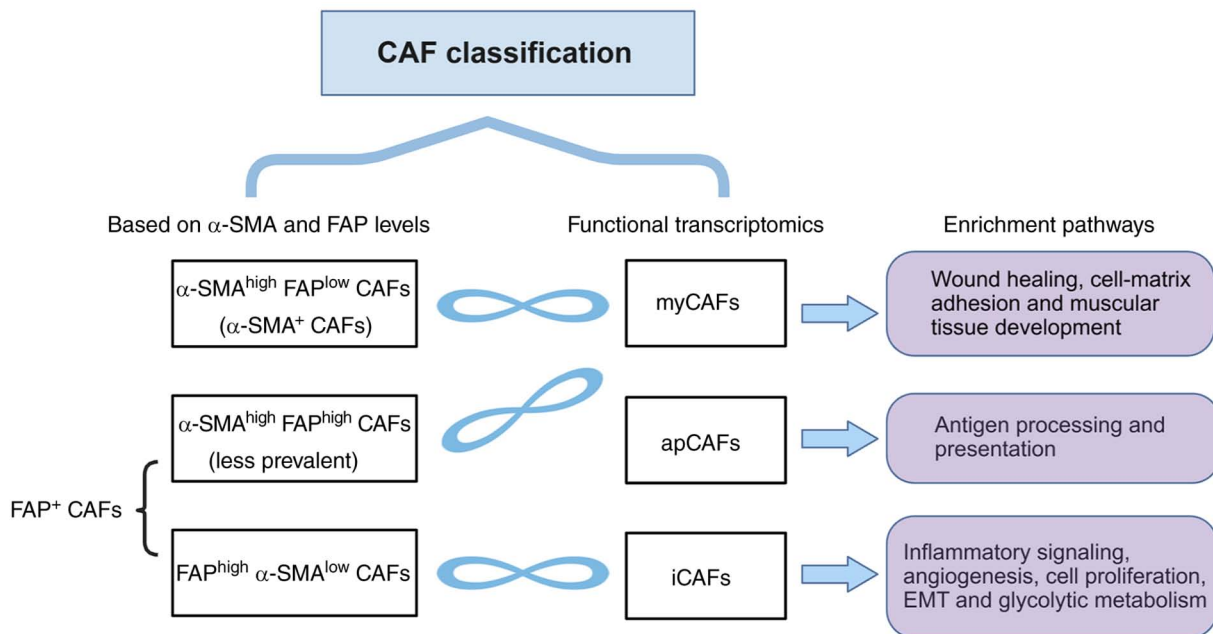 CAF classification
Based on α-SMA and FAP levels
Functional transcriptomics
Enrichment pathways
α-SMAhigh FAPlow CAFs
(α-SMA+ CAFs)
myCAFs
Wound healing, cell-matrix
adhesion and muscular
tissue development
α-SMAhigh FAPhigh CAFs
(less prevalent)
apCAFs
Antigen processing and
presentation
FAP+ CAFs
FAPhigh α-SMAlow CAFs
iCAFs
Inflammatory signaling,
angiogenesis, cell proliferation,
EMT and glycolytic metabolism